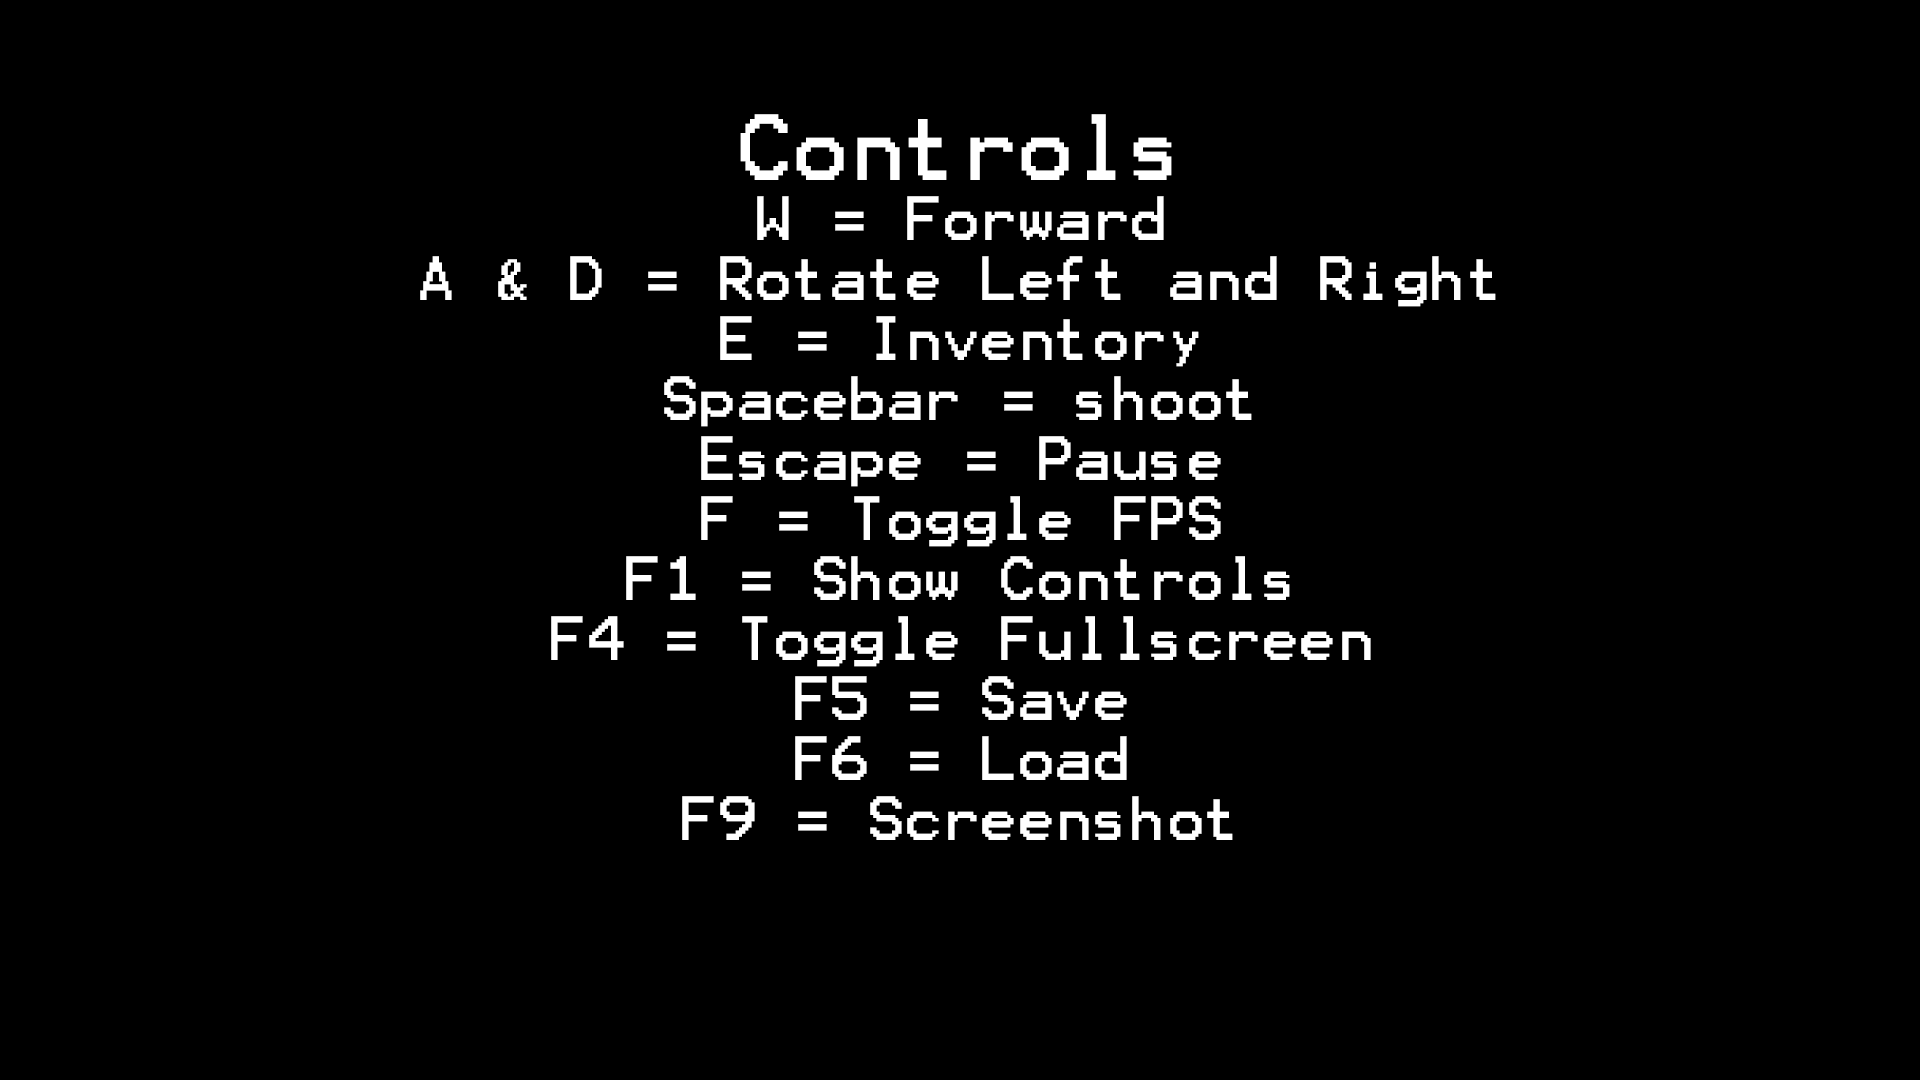 Controls
W = Forward
A & D = Rotate Left and Right
E = Inventory
Spacebar = shoot
Escape = Pause
F = Toggle FPS
F1 = Show Controls
F4 = Toggle Fullscreen
F5 = Save
F6 = Load
F9 = Screenshot